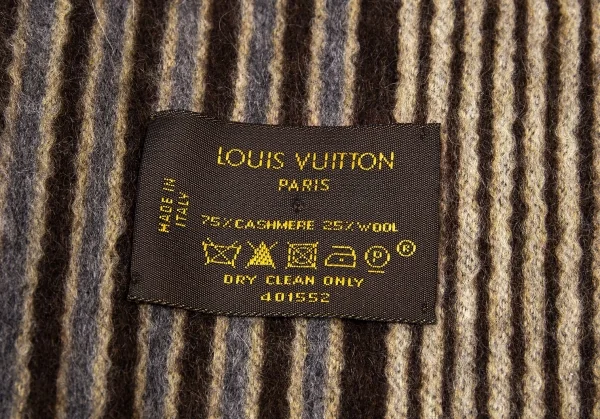 LOUIS VUITTON
PARIS
MADE IN
ITALY
75%CASHMERE 25%WOOL
P ®
DRY CLEAN ONLY
401552